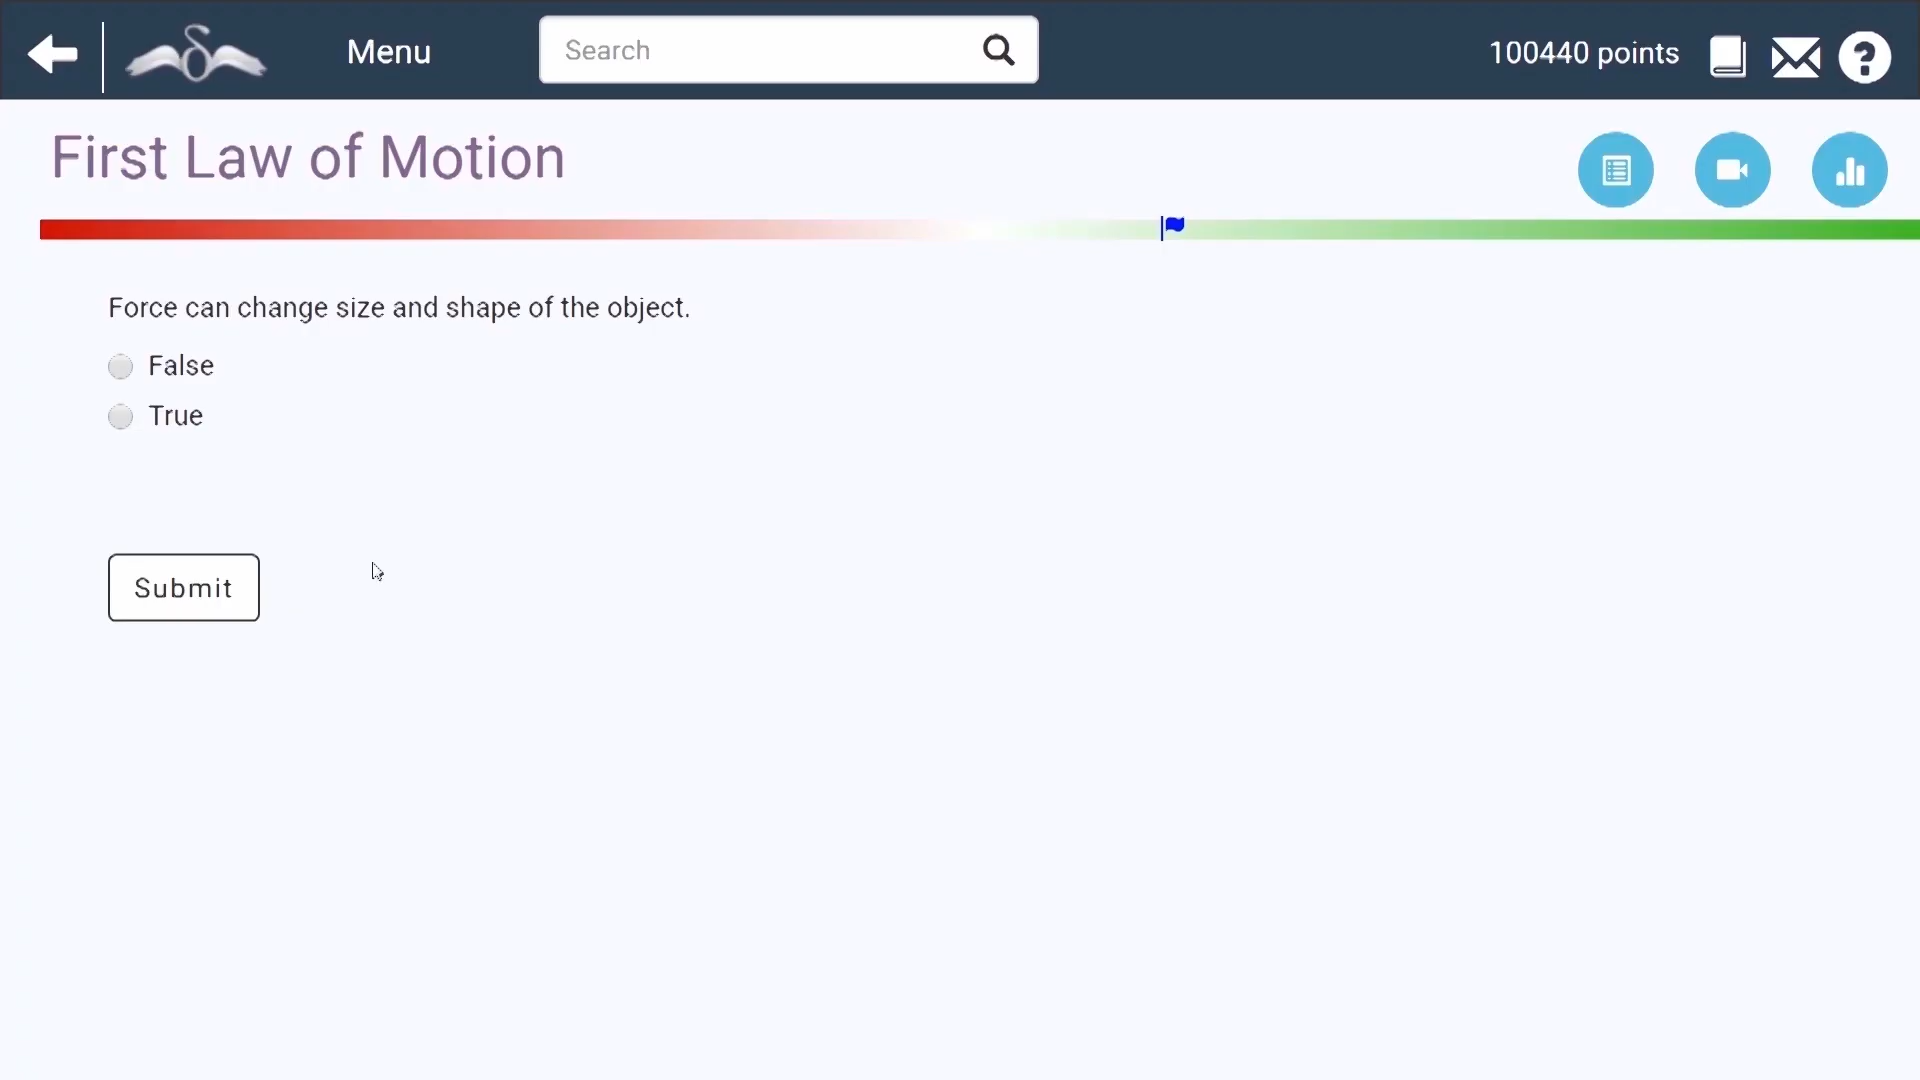 Menu
Search
100440 points
First Law of Motion
Force can change size and shape of the object.
False
True
Submit